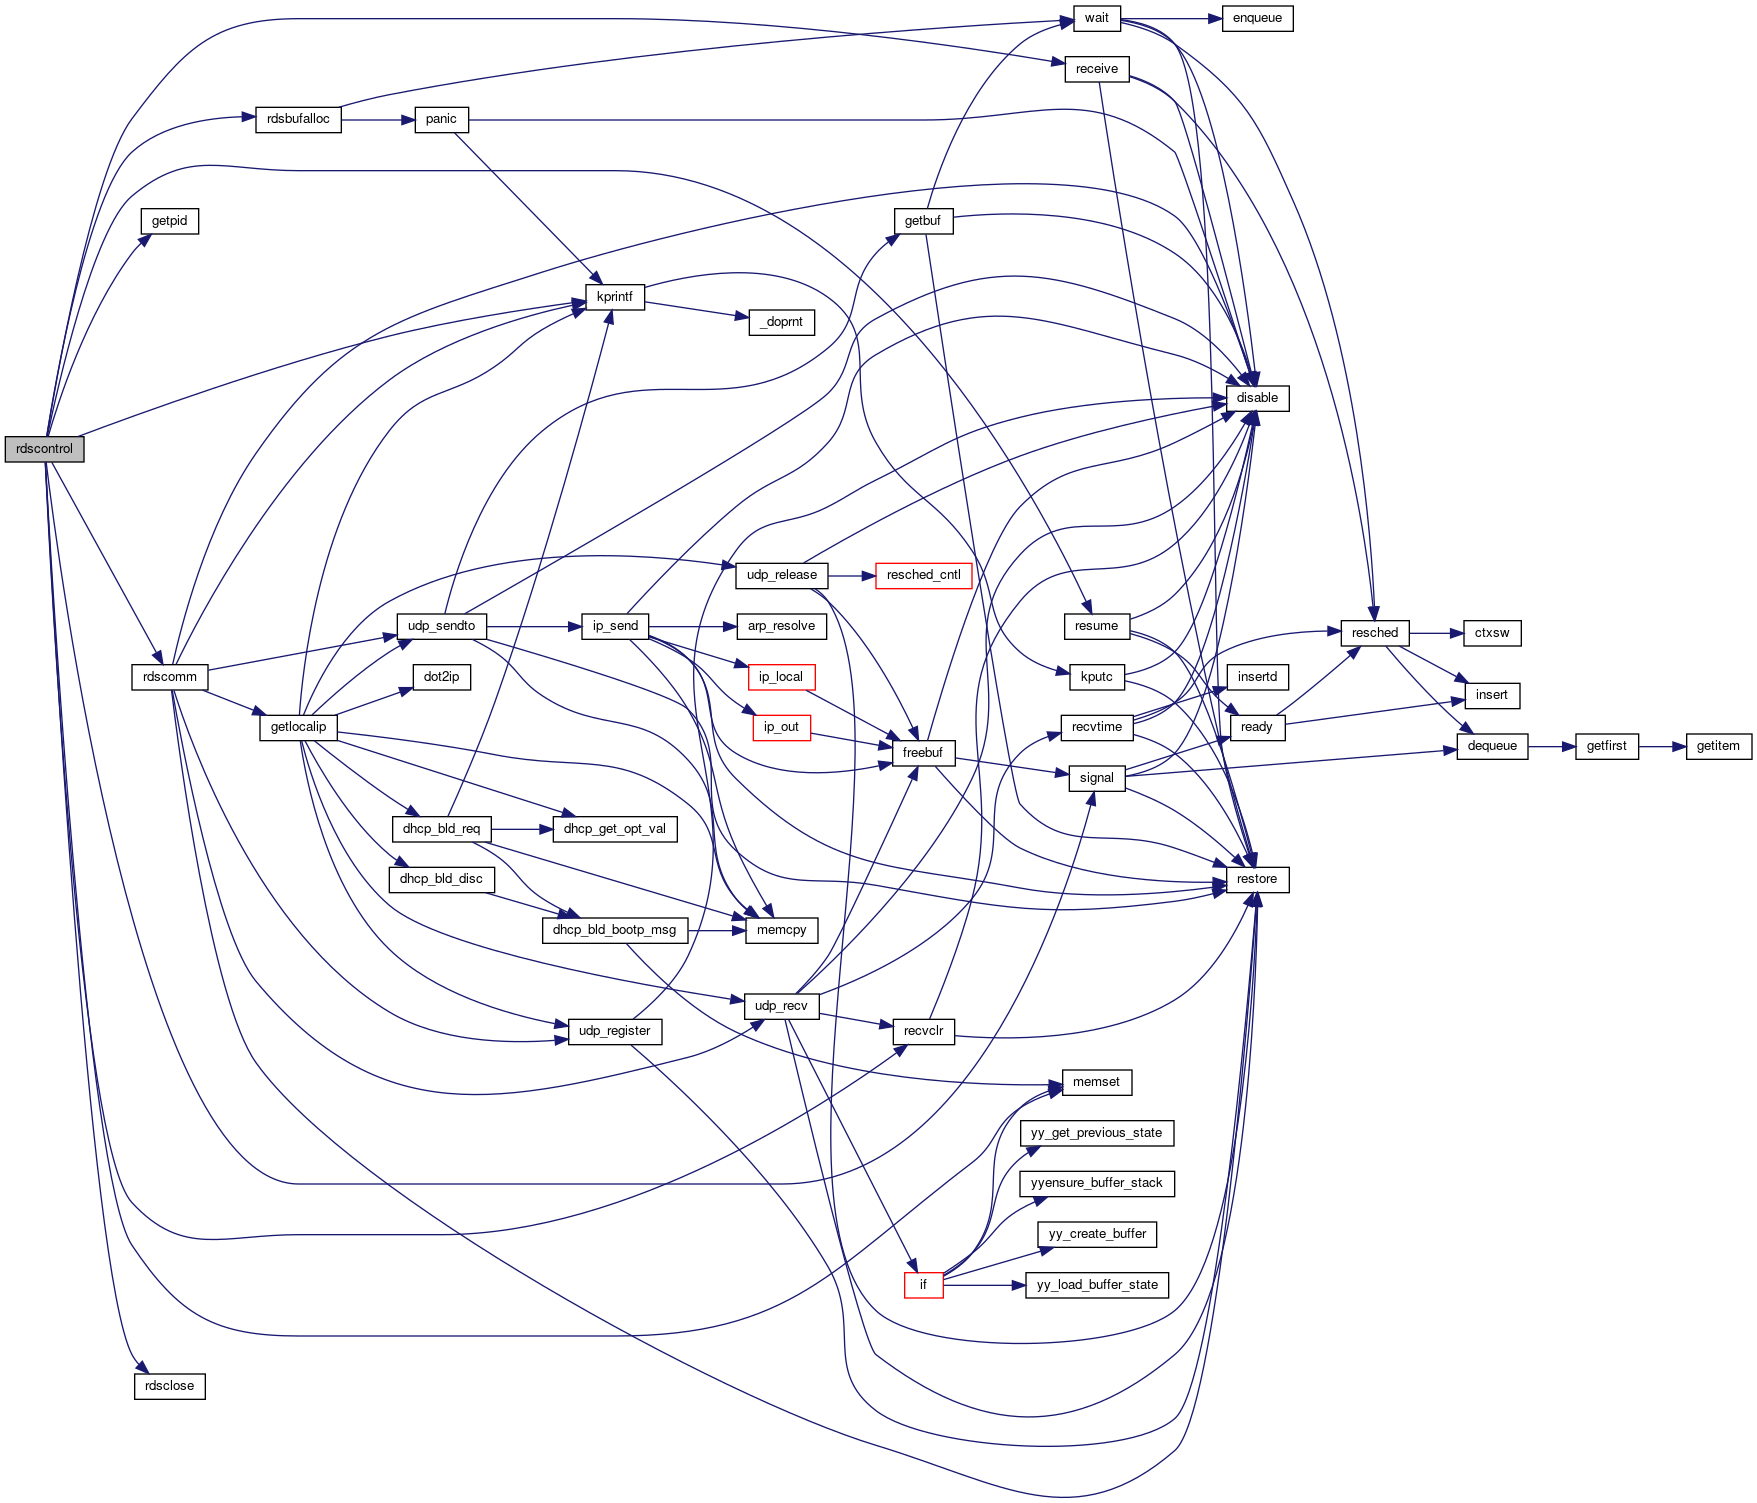 wait
enqueue
receive
rdsbufalloc
panic
getpid
getbuf
kprintf
_doprnt
disable
rdscontrol
udp_release
resched_cntl
udp_sendto
ip_send
arp_resolve
resume
resched
ctxsw
rdscomm
dot2ip
ip_local
kputc
insertd
insert
getlocalip
ip_out
recvtime
ready
freebuf
dequeue
getfirst
getitem
signal
dhcp_bld_req
dhcp_get_opt_val
dhcp_bld_disc
restore
dhcp_bld_bootp_msg
memcpy
udp_recv
udp_register
recvclr
memset
yy_get_previous_state
yyensure_buffer_stack
yy_create_buffer
if
yy_load_buffer_state
rdsclose